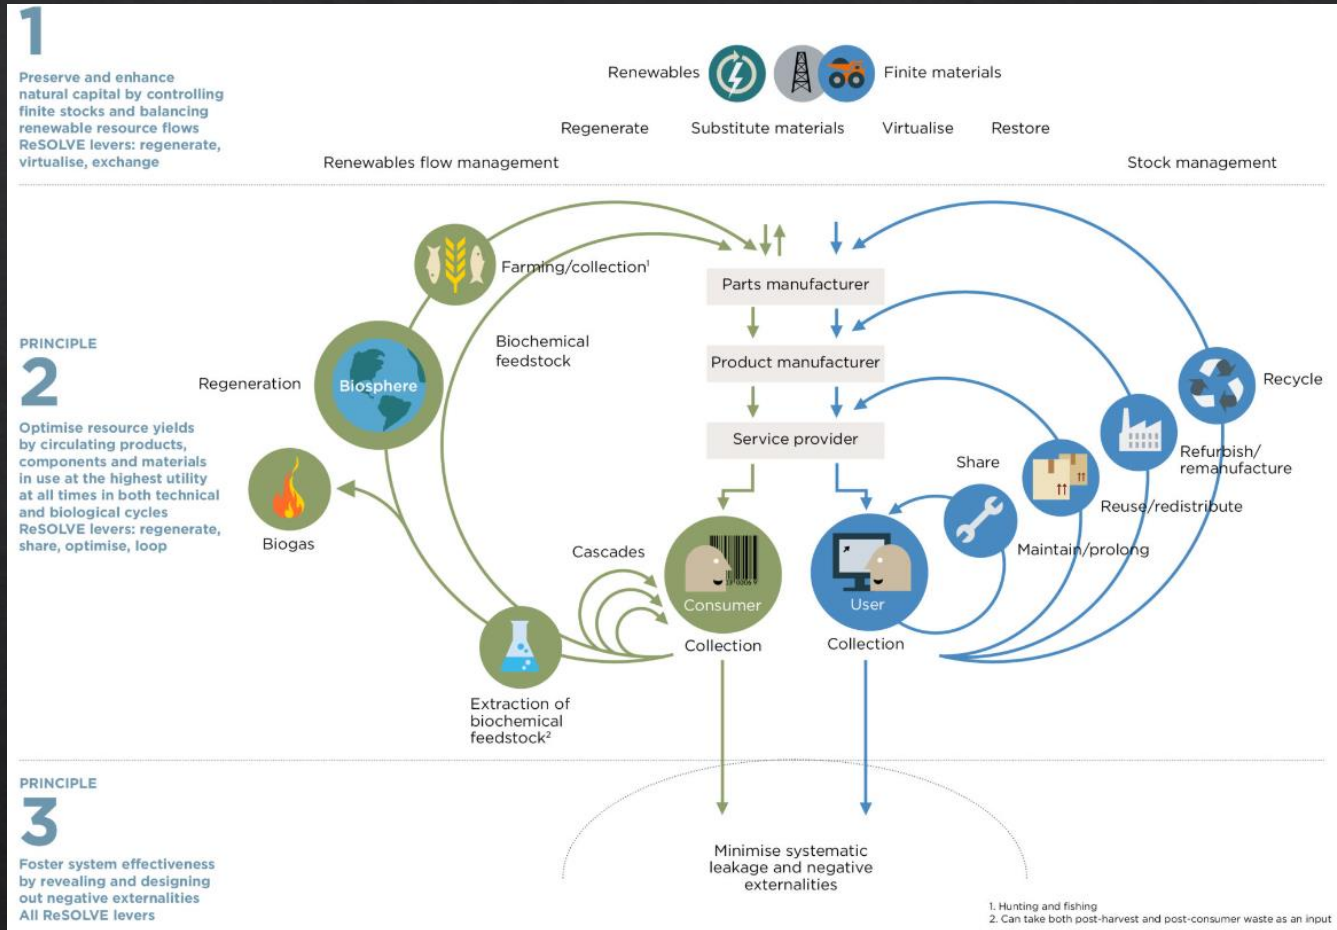 1
Preserve and enhance
natural capital by controlling
finite stocks and balancing
renewable resource flows
ReSOLVE levers: regenerate,
virtualise, exchange
Renewables
Finite materials
Regenerate
Substitute materials
Virtualise
Restore
Renewables flow management
Stock management
PRINCIPLE
2
Optimise resource yields
by circulating products,
components and materials
in use at the highest utility
at all times in both technical
and biological cycles
ReSOLVE levers: regenerate,
share, optimise, loop
Farming/collection¹
Biochemical
feedstock
Regeneration
Biosphere
Biogas
Cascades
Extraction of
biochemical
feedstock²
Parts manufacturer
Product manufacturer
Service provider
Consumer
Collection
User
Collection
Share
Maintain/prolong
Reuse/redistribute
Refurbish/
remanufacture
Recycle
PRINCIPLE
3
Foster system effectiveness
by revealing and designing
out negative externalities
All ReSOLVE levers
Minimise systematic
leakage and negative
externalities
1. Hunting and fishing
2. Can take both post-harvest and post-consumer waste as an input